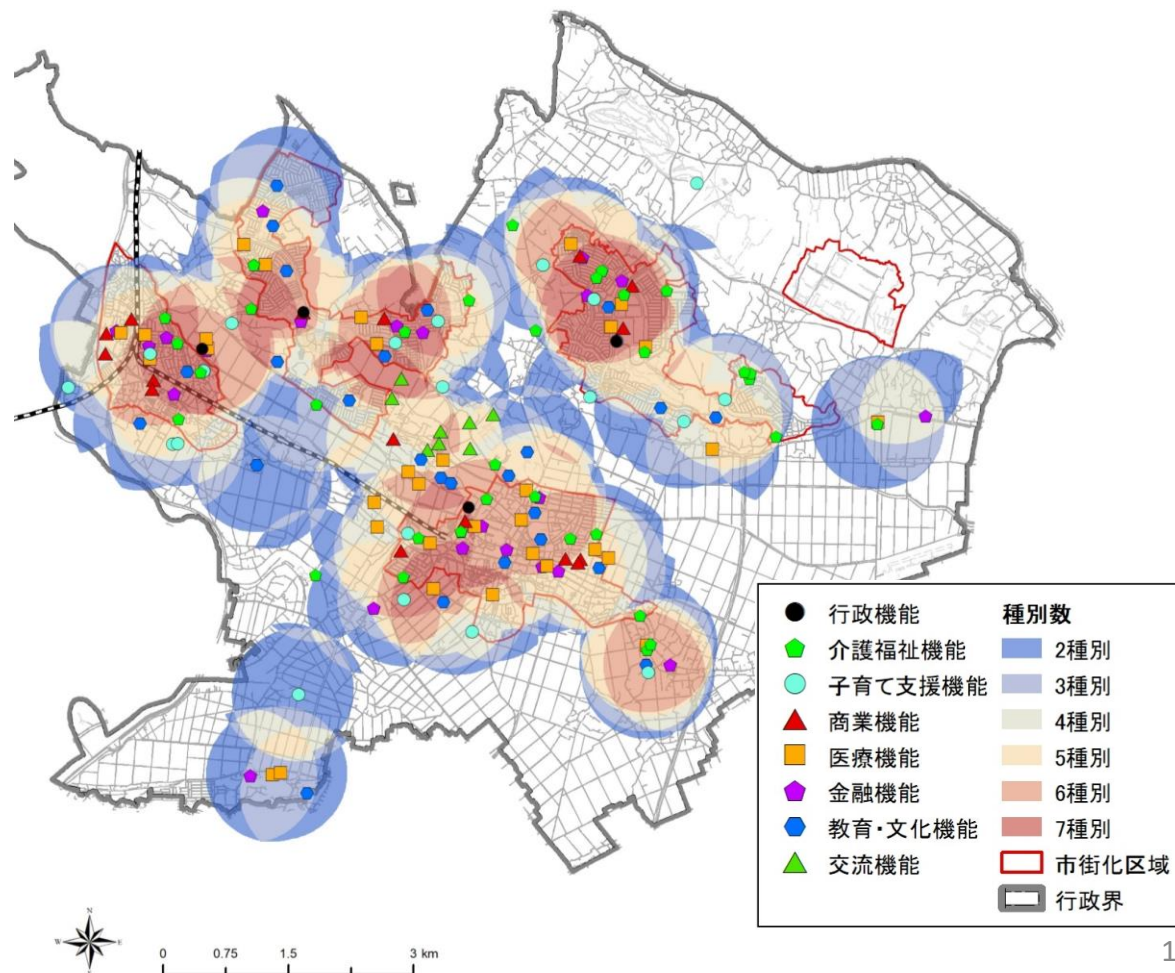 行政機能
介護福祉機能
子育て支援機能
商業機能
医療機能
金融機能
教育・文化機能
交流機能
種別数
2種別
3種別
4種別
5種別
6種別
7種別
市街化区域
行政界
N
W
E
S
0 0.75 1.5 3 km
1